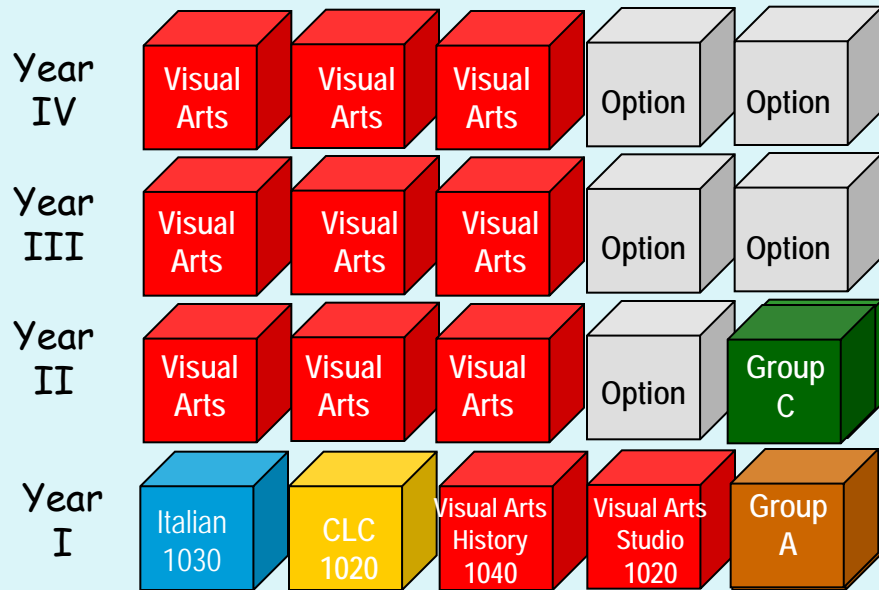 Year
IV
Visual
Arts
Visual
Arts
Visual
Arts
Option
Option
Year
III
Visual
Arts
Visual
Arts
Visual
Arts
Option
Option
Year
II
Visual
Arts
Visual
Arts
Visual
Arts
Option
Group
C
Year
I
Italian
1030
CLC
1020
Visual Arts
History
1040
Visual Arts
Studio
1020
Group
A